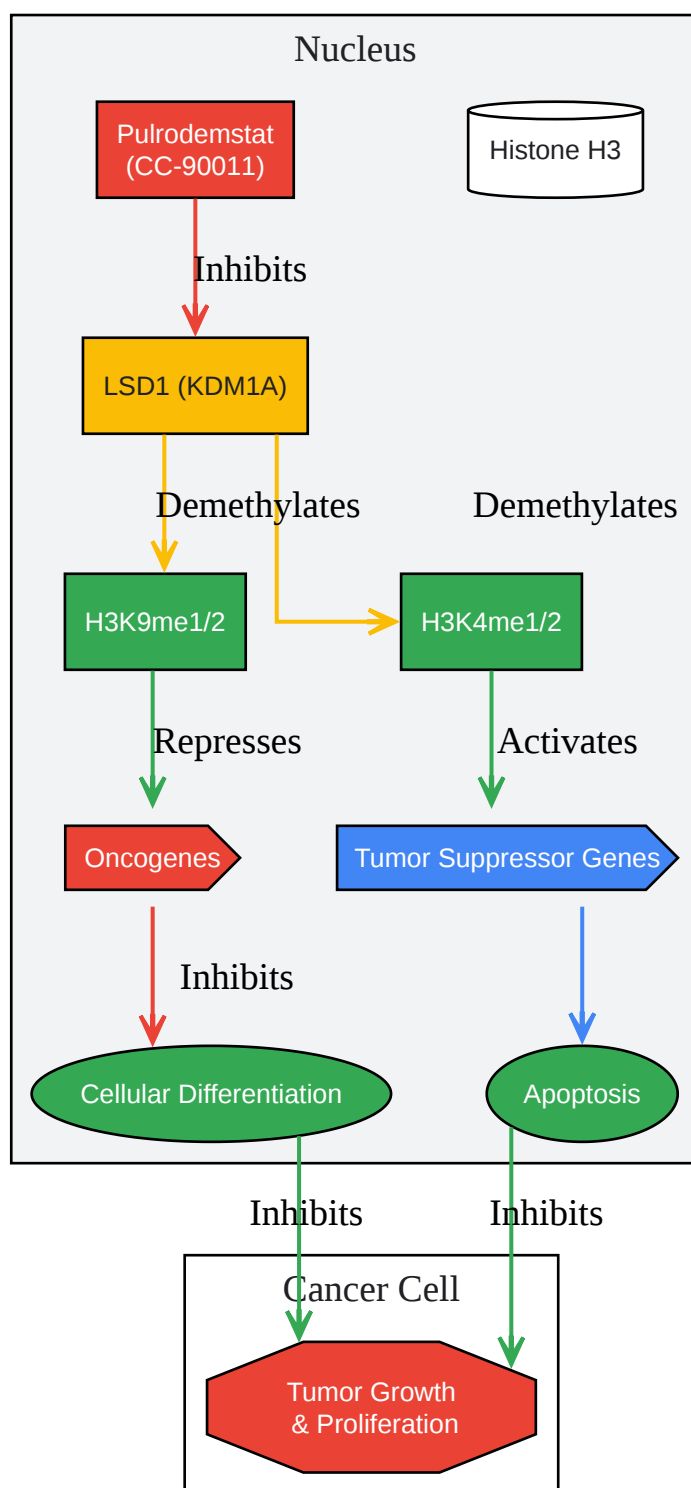 Nucleus
Pulrodemstat
(CC-90011)
Histone H3
Inhibits
LSD1 (KDM1A)
Demethylates
Demethylates
H3K9me1/2
H3K4me1/2
Represses
Activates
Oncogenes
Tumor Suppressor Genes
Inhibits
Cellular Differentiation
Apoptosis
Inhibits
Inhibits
Cancer Cell
Tumor Growth
& Proliferation